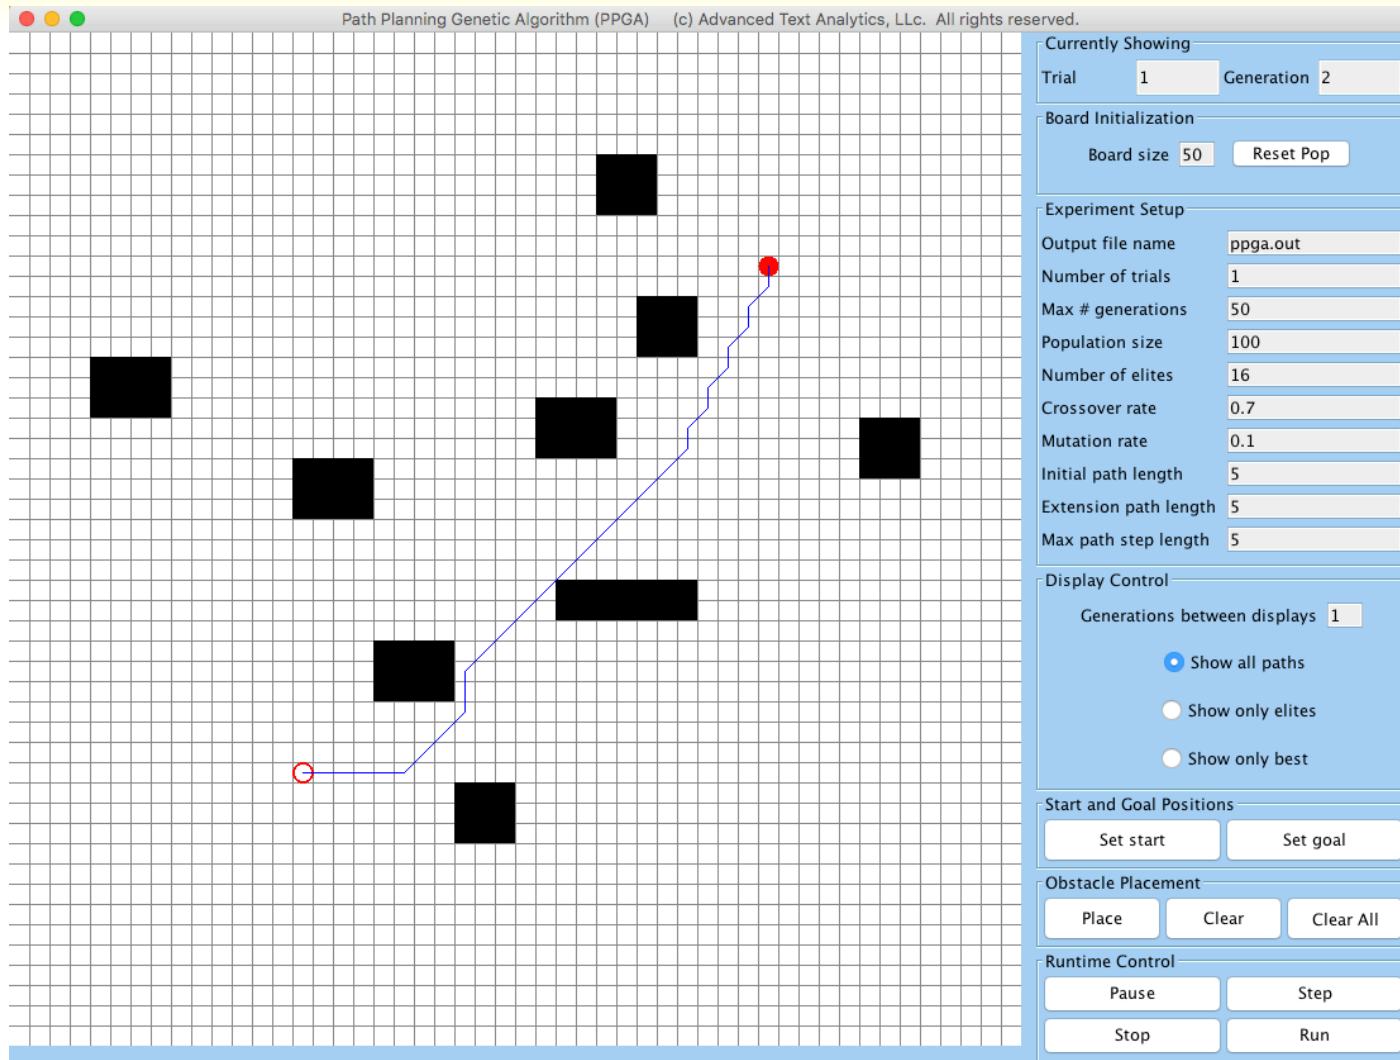 Path Planning Genetic Algorithm (PPGA) (c) Advanced Text Analytics, LLc. All rights reserved.
Currently Showing
Trial 1 Generation 2
Board Initialization
Board size 50 Reset Pop
Experiment Setup
Output file name ppga.out
Number of trials 1
Max # generations 50
Population size 100
Number of elites 16
Crossover rate 0.7
Mutation rate 0.1
Initial path length 5
Extension path length 5
Max path step length 5
Display Control
Generations between displays 1
Show all paths
Show only elites
Show only best
Start and Goal Positions
Set start Set goal
Obstacle Placement
Place Clear Clear All
Runtime Control
Pause Step
Stop Run